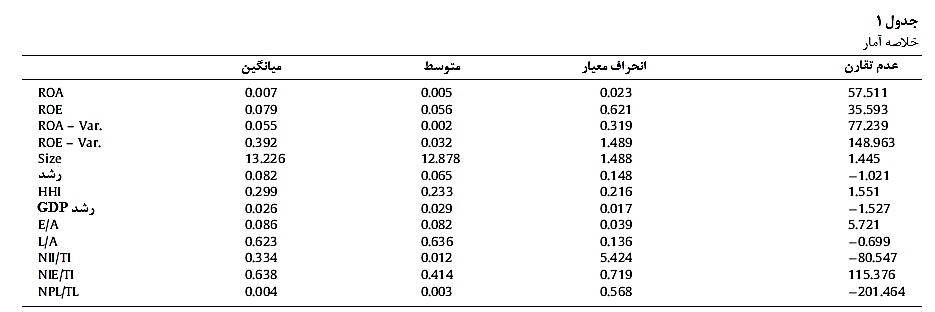 جدول ۱
خلاصه آمار
میانگین متوسط انحراف معیار عدم تقارن
ROA 0.007 0.005 0.023 57.511
ROE 0.079 0.056 0.621 35.593
ROA – Var. 0.055 0.002 0.319 77.239
ROE – Var. 0.392 0.032 1.489 148.963
Size 13.226 12.878 1.488 1.445
رشد 0.082 0.065 0.148 −1.021
HHI 0.299 0.233 0.216 1.551
رشد GDP 0.026 0.029 0.017 −1.527
E/A 0.086 0.082 0.039 5.721
L/A 0.623 0.636 0.136 −0.699
NII/TI 0.334 0.012 5.424 −80.547
NIE/TI 0.638 0.414 0.719 115.376
NPL/TL 0.004 0.003 0.568 −201.464